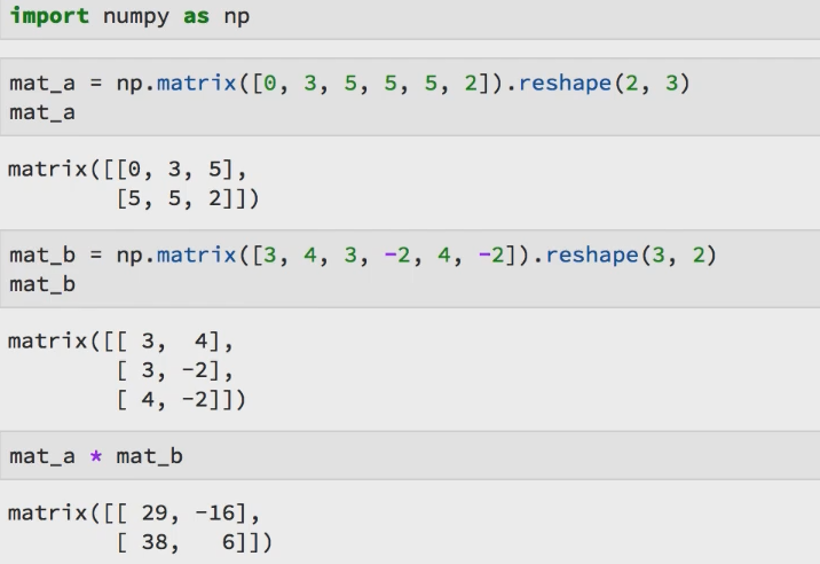 import numpy as np
mat_a = np.matrix([0, 3, 5, 5, 5, 2]).reshape(2, 3)
mat_a
matrix([[0, 3, 5],
        [5, 5, 2]])
mat_b = np.matrix([3, 4, 3, -2, 4, -2]).reshape(3, 2)
mat_b
matrix([[ 3,  4],
        [ 3, -2],
        [ 4, -2]])
mat_a * mat_b
matrix([[ 29, -16],
        [ 38,   6]])